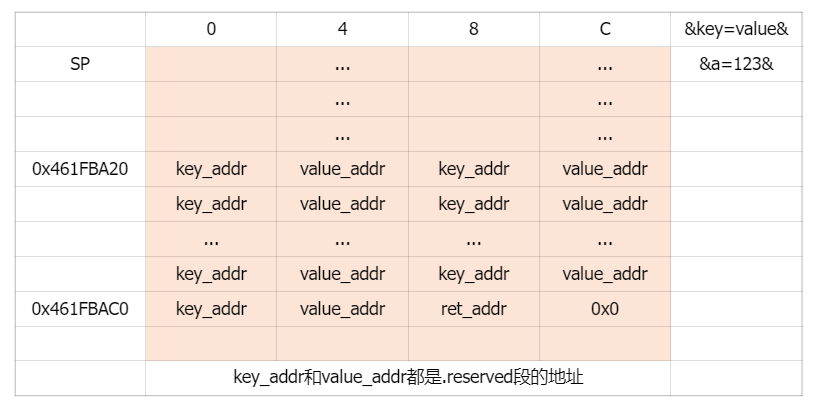 0 4 8 C &key=value&
SP ... ... &a=123&
... ...
... ...
0x461FBA20 key_addr value_addr key_addr value_addr
key_addr value_addr key_addr value_addr
... ... ... ...
key_addr value_addr key_addr value_addr
0x461FBAC0 key_addr value_addr ret_addr 0x0
key_addr和value_addr都是.reserved段的地址